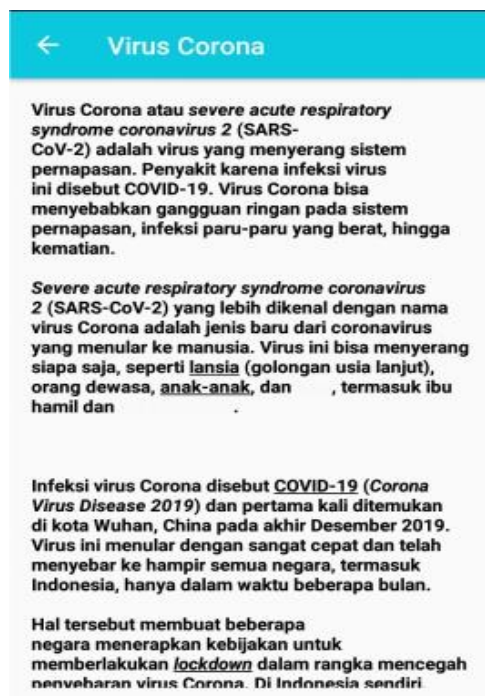 Virus Corona
Virus Corona atau severe acute respiratory
syndrome coronavirus 2 (SARS-
CoV-2) adalah virus yang menyerang sistem
pernapasan. Penyakit karena infeksi virus
ini disebut COVID-19. Virus Corona bisa
menyebabkan gangguan ringan pada sistem
pernapasan, infeksi paru-paru yang berat, hingga
kematian.
Severe acute respiratory syndrome coronavirus
2 (SARS-CoV-2) yang lebih dikenal dengan nama
virus Corona adalah jenis baru dari coronavirus
yang menular ke manusia. Virus ini bisa menyerang
siapa saja, seperti lansia (golongan usia lanjut),
orang dewasa, anak-anak, dan , termasuk ibu
hamil dan .
Infeksi virus Corona disebut COVID-19 (Corona
Virus Disease 2019) dan pertama kali ditemukan
di kota Wuhan, China pada akhir Desember 2019.
Virus ini menular dengan sangat cepat dan telah
menyebar ke hampir semua negara, termasuk
Indonesia, hanya dalam waktu beberapa bulan.
Hal tersebut membuat beberapa
negara menerapkan kebijakan untuk
memberlakukan lockdown dalam rangka mencegah
penyebaran virus Corona. Di Indonesia sendiri,